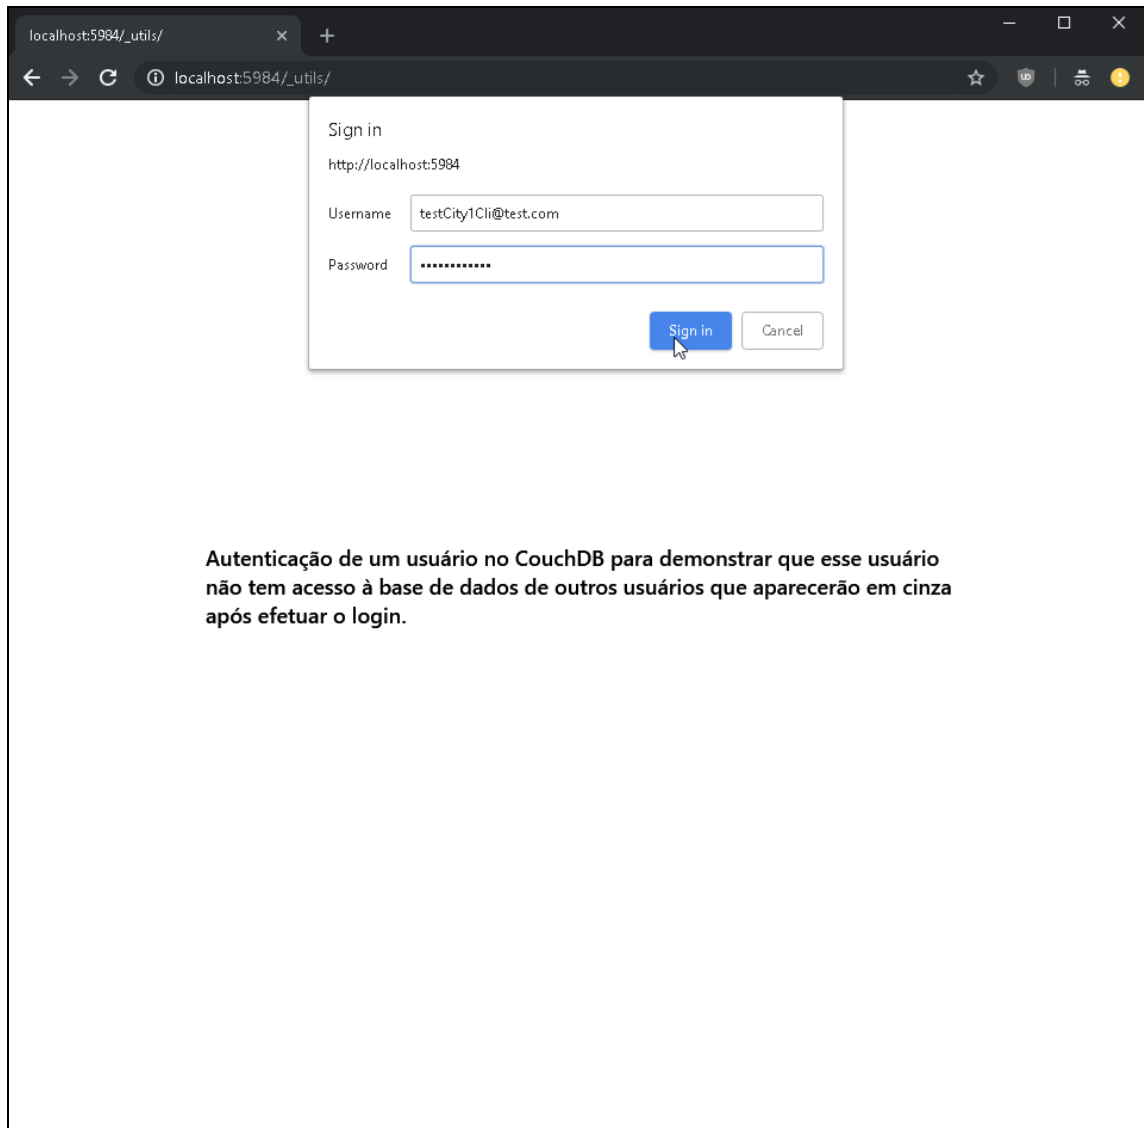 localhost:5984/_utils/
localhost:5984/_utils/
Sign in
http://localhost:5984
Username testCity1Cli@test.com
Password ••••••••••••
Sign in Cancel
Autenticação de um usuário no CouchDB para demonstrar que esse usuário
não tem acesso à base de dados de outros usuários que aparecerão em cinza
após efetuar o login.